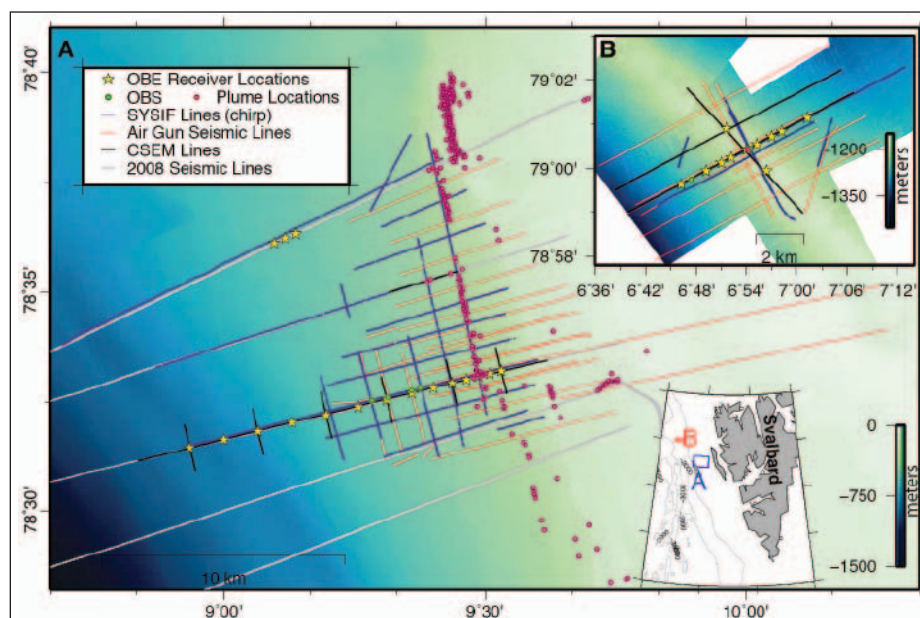 A
B
78°40'
78°35'
78°30'
9°00'
9°30'
10°00'
OBE Receiver Locations
OBS
Plume Locations
SYSIF Lines (chirp)
Air Gun Seismic Lines
CSEM Lines
2008 Seismic Lines
79°02'
79°00'
78°58'
6°36'
6°42'
6°48'
6°54'
7°00'
7°06'
7°12'
-1200
-1350
meters
2 km
10 km
Svalbard
B
A
0
-750
-1500
meters